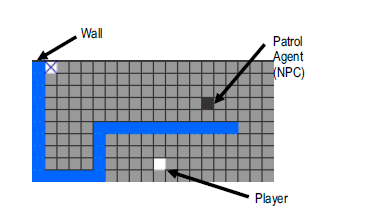 Wall
Patrol
Agent
(NPC)
Player